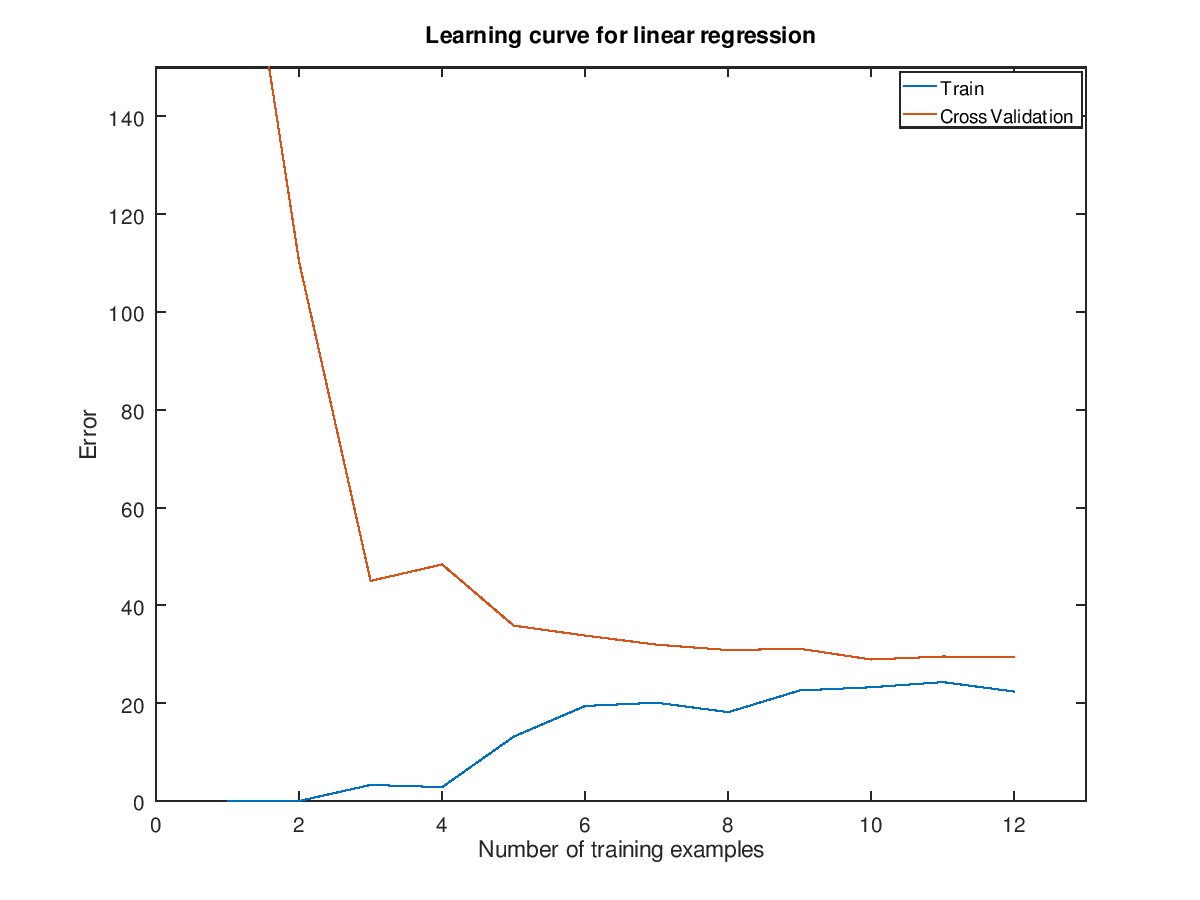 Learning curve for linear regression
Train
Cross Validation
140
120
100
80
60
40
20
0
Error
0 2 4 6 8 10 12
Number of training examples